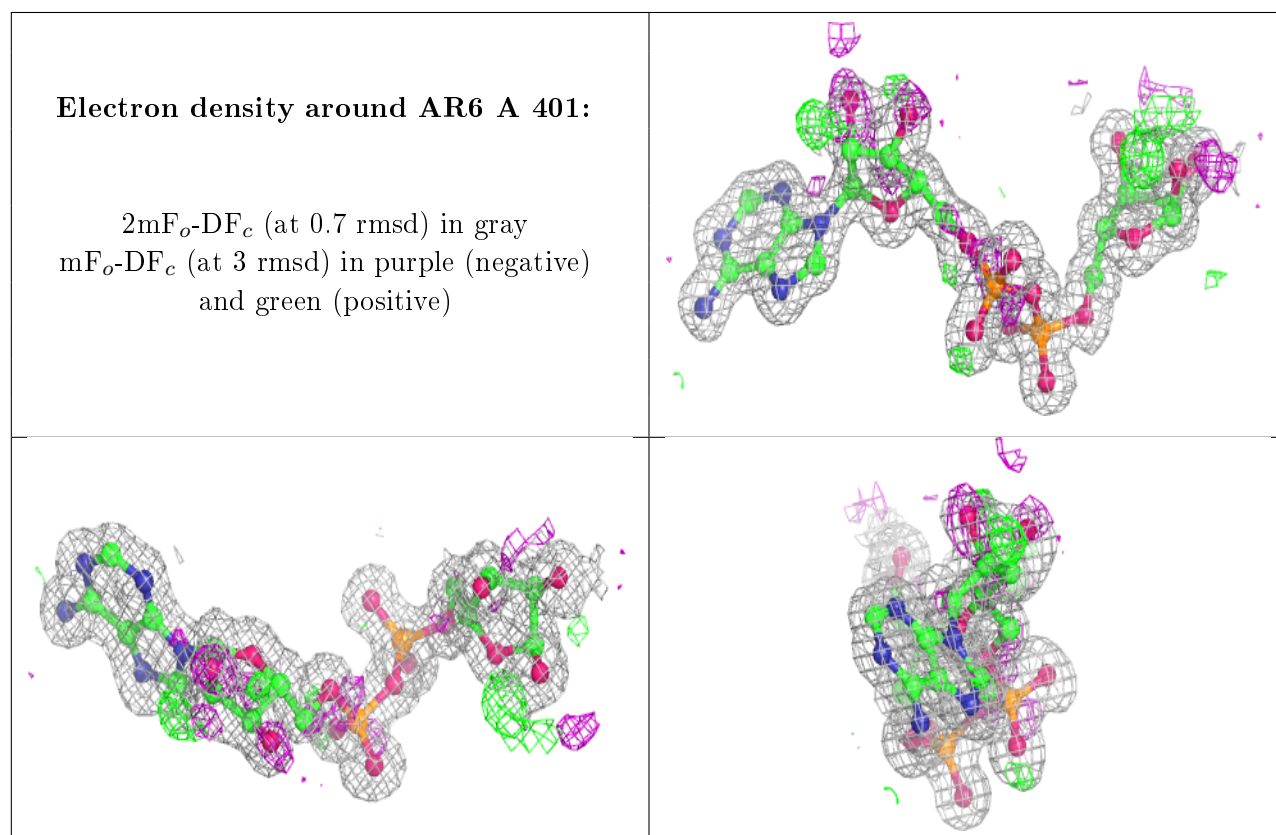 Electron density around AR6 A 401:
2mFo-DFc (at 0.7 rmsd) in gray
mFo-DFc (at 3 rmsd) in purple (negative)
and green (positive)